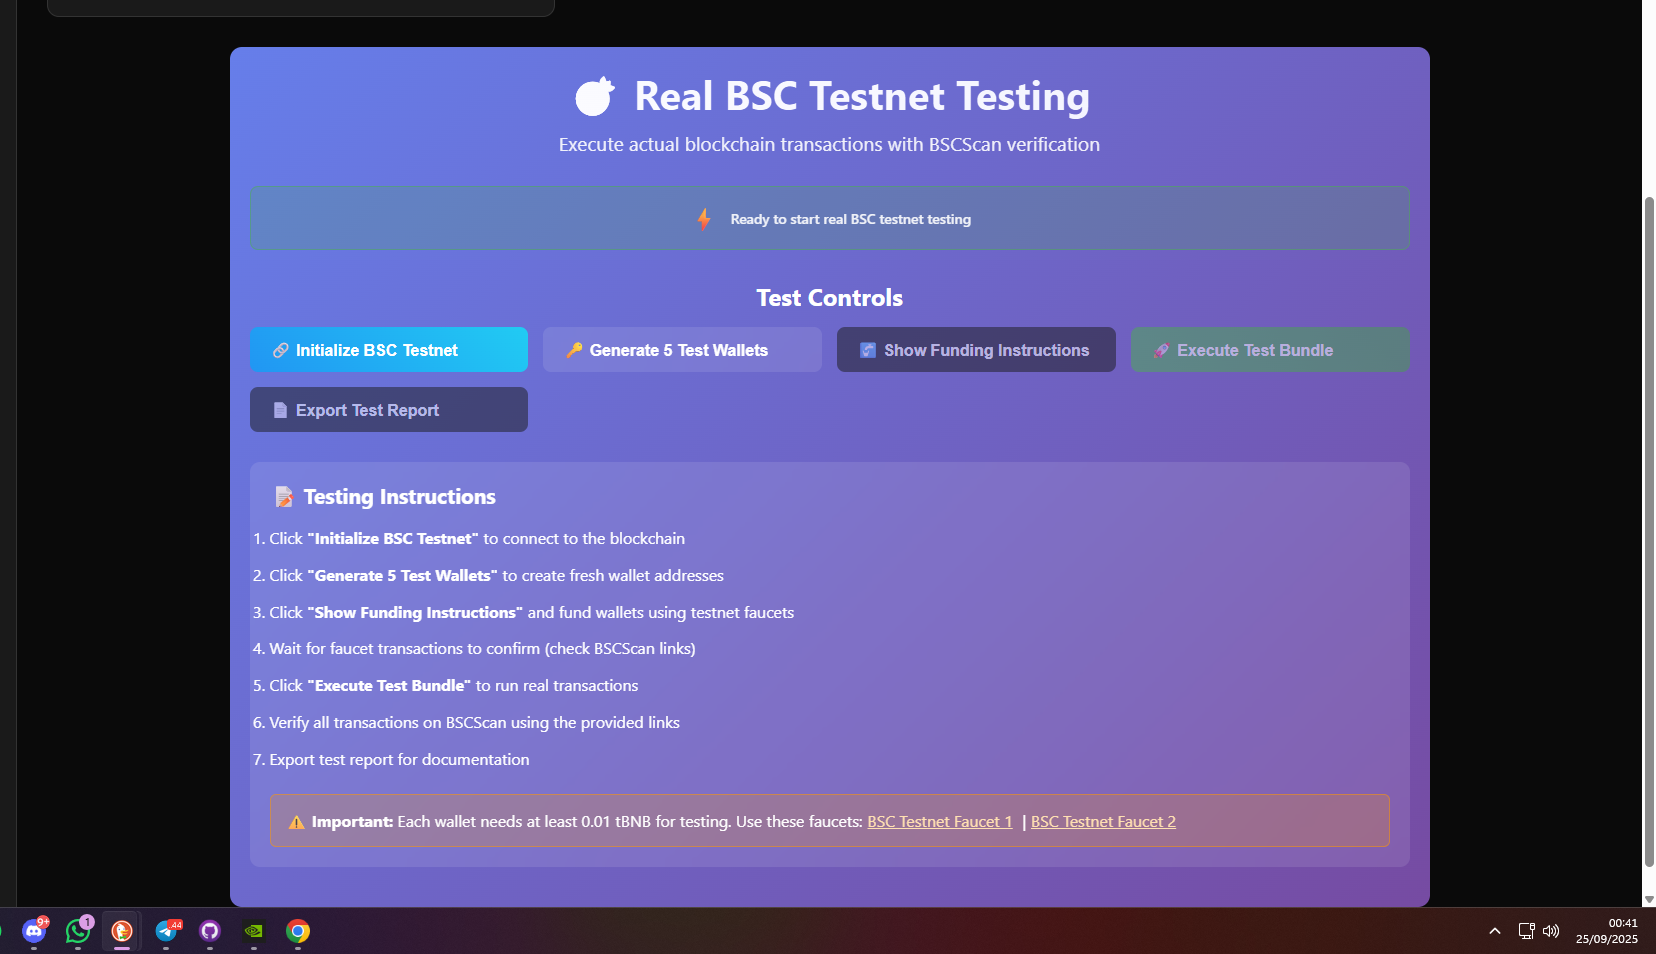 Real BSC Testnet Testing
Execute actual blockchain transactions with BSCScan verification
Ready to start real BSC testnet testing
Test Controls
Initialize BSC Testnet
Generate 5 Test Wallets
Show Funding Instructions
Execute Test Bundle
Export Test Report
Testing Instructions
1. Click "Initialize BSC Testnet" to connect to the blockchain
2. Click "Generate 5 Test Wallets" to create fresh wallet addresses
3. Click "Show Funding Instructions" and fund wallets using testnet faucets
4. Wait for faucet transactions to confirm (check BSCScan links)
5. Click "Execute Test Bundle" to run real transactions
6. Verify all transactions on BSCScan using the provided links
7. Export test report for documentation
Important: Each wallet needs at least 0.01 tBNB for testing. Use these faucets: BSC Testnet Faucet 1 | BSC Testnet Faucet 2
9+
1
44
00:41
25/09/2025